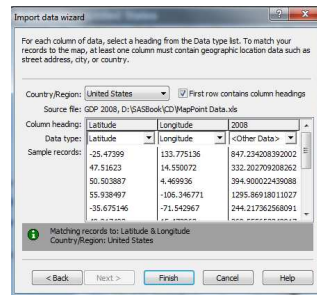 Import data wizard
For each column of data, select a heading from the Data type list. To match your
records to the map, at least one column must contain geographic location data such as
street address, city, or country.
Country/Region: United States First row contains column headings
Source file: GDP 2008, D:\SASBook\CD\MapPoint Data.xls
Column heading: Latitude Longitude 2008
Data type: Latitude Longitude <Other Data>
Sample records: -25.47399 133.775136 847.234208392002
47.51623 14.550072 332.202709208262
50.503887 4.469936 394.900022439088
55.938497 -106.346771 1295.86918011027
-35.675146 -71.542967 244.217362568091
Matching records to: Latitude & Longitude
Country/Region: United States
< Back Next > Finish Cancel Help